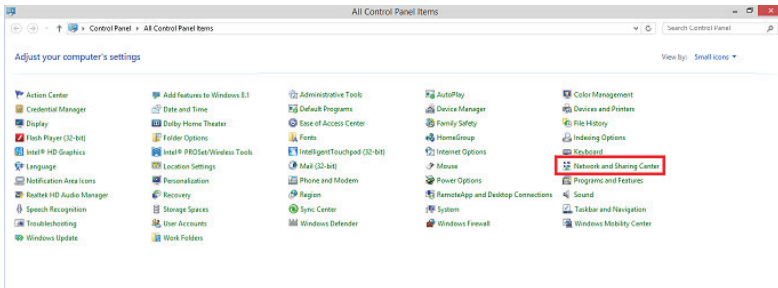 All Control Panel Items
Control Panel All Control Panel Items Search Control Panel
Adjust your computer's settings View by: Small icons
Action Center Add features to Windows 8.1 Administrative Tools AutoPlay Color Management
Credential Manager Date and Time Default Programs Device Manager Devices and Printers
Display Dolby Home Theater Ease of Access Center Family Safety File History
Flash Player (32-bit) Folder Options Fonts HomeGroup Indexing Options
Intel® HD Graphics Intel® PROSet/Wireless Tools IntelligentTouchpad (32-bit) Internet Options Keyboard
Language Location Settings Mail (32-bit) Mouse Network and Sharing Center
Notification Area Icons Personalization Phone and Modem Power Options Programs and Features
Realtek HD Audio Manager Recovery Region RemoteApp and Desktop Connections Sound
Speech Recognition Storage Spaces Sync Center System Taskbar and Navigation
Troubleshooting User Accounts Windows Defender Windows Firewall Windows Mobility Center
Windows Update Work Folders